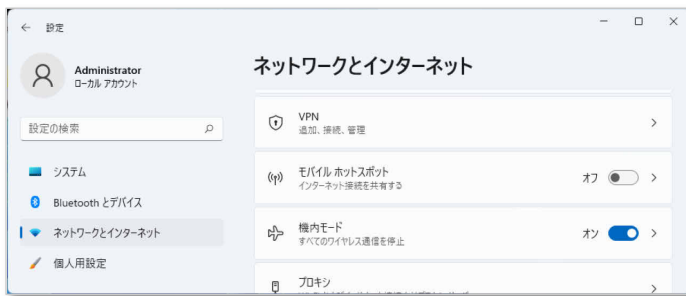 設定
Administrator
ローカル アカウント
設定の検索
システム
Bluetooth とデバイス
ネットワークとインターネット
個人用設定
ネットワークとインターネット
VPN
追加、接続、管理
モバイル ホットスポット
インターネット接続を共有する
オフ
機内モード
すべてのワイヤレス通信を停止
オン
プロキシ